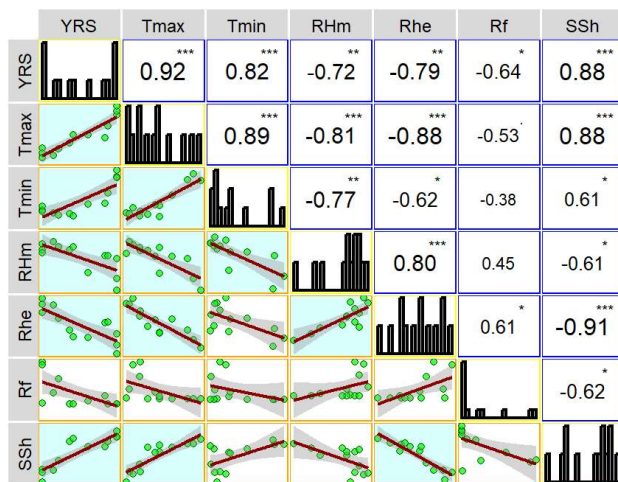 YRS Tmax Tmin RHm Rhe Rf SSh
YRS 0.92*** 0.82*** -0.72** -0.79** -0.64* 0.88***
Tmax 0.89*** -0.81*** -0.88*** -0.53. 0.88***
Tmin -0.77** -0.62* -0.38 0.61*
RHm 0.80*** 0.45 -0.61*
Rhe 0.61* -0.91***
Rf -0.62*
SSh